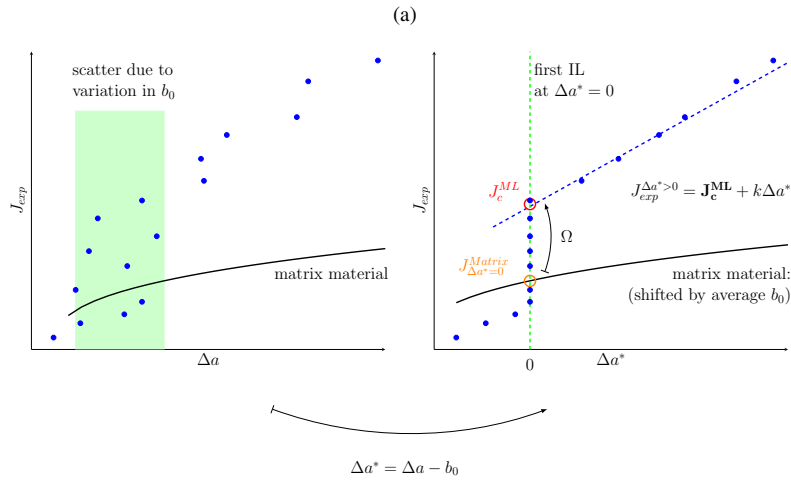 (a)
scatter due to
variation in b₀
J_exp
matrix material
Δa
first IL
at Δa* = 0
J_exp
J_c^{ML}
J_{exp}^{Δa*>0} = J_c^{ML} + kΔa*
Ω
J_{Δa*=0}^{Matrix}
matrix material:
(shifted by average b₀)
0
Δa*
Δa* = Δa − b₀